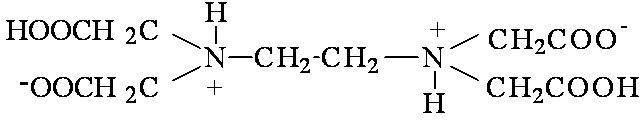 H
HOOCH 2C + CH2COO-
N—CH2-CH2—N
-OOCH 2C + H CH2COOH